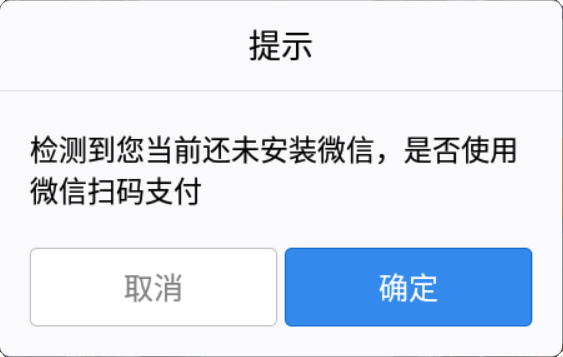 提示
检测到您当前还未安装微信，是否使用
微信扫码支付
取消
确定